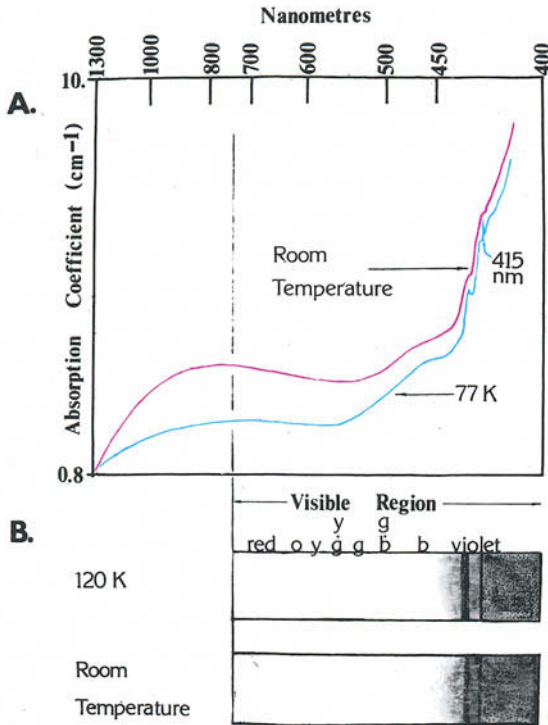 Nanometres
1300 1000 800 700 600 500 450 400
A.
10.
Absorption Coefficient (cm−1)
0.8
Room
Temperature
415
nm
77 K
Visible Region
B.
y g
red o y g g b b violet
120 K
Room
Temperature